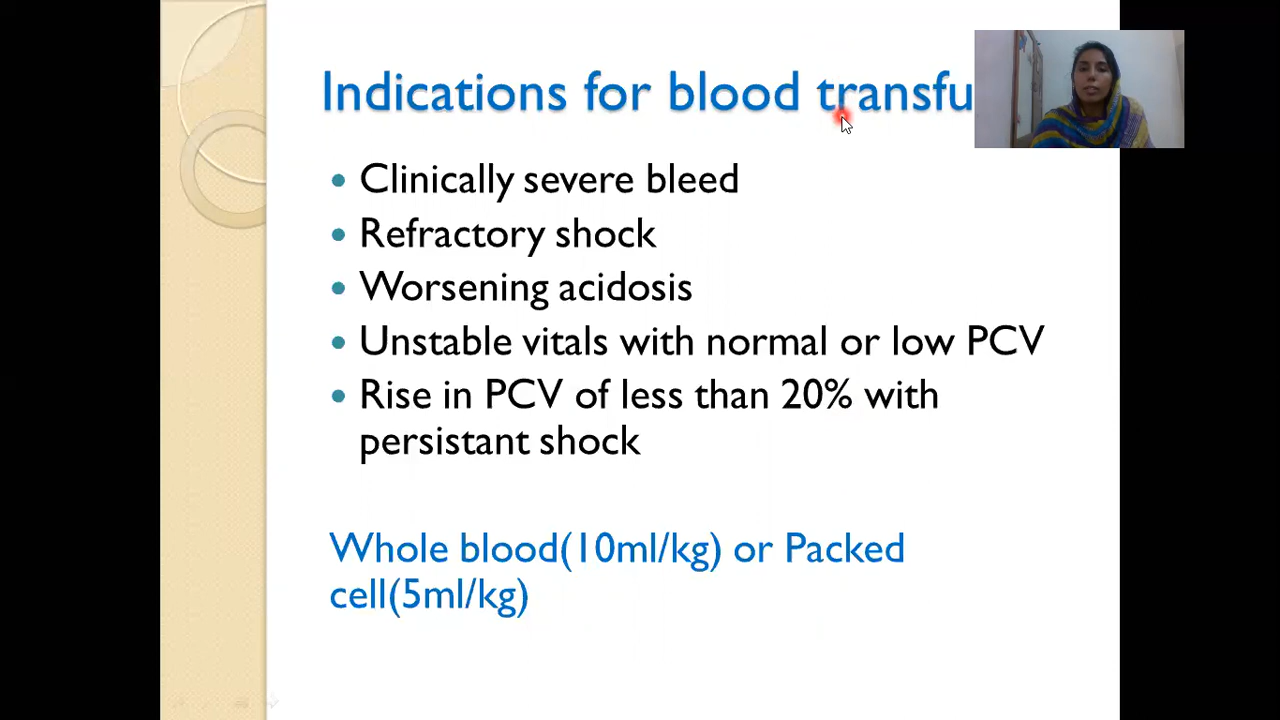 Indications for blood transfu
Clinically severe bleed
Refractory shock
Worsening acidosis
Unstable vitals with normal or low PCV
Rise in PCV of less than 20% with
persistant shock
Whole blood(10ml/kg) or Packed
cell(5ml/kg)